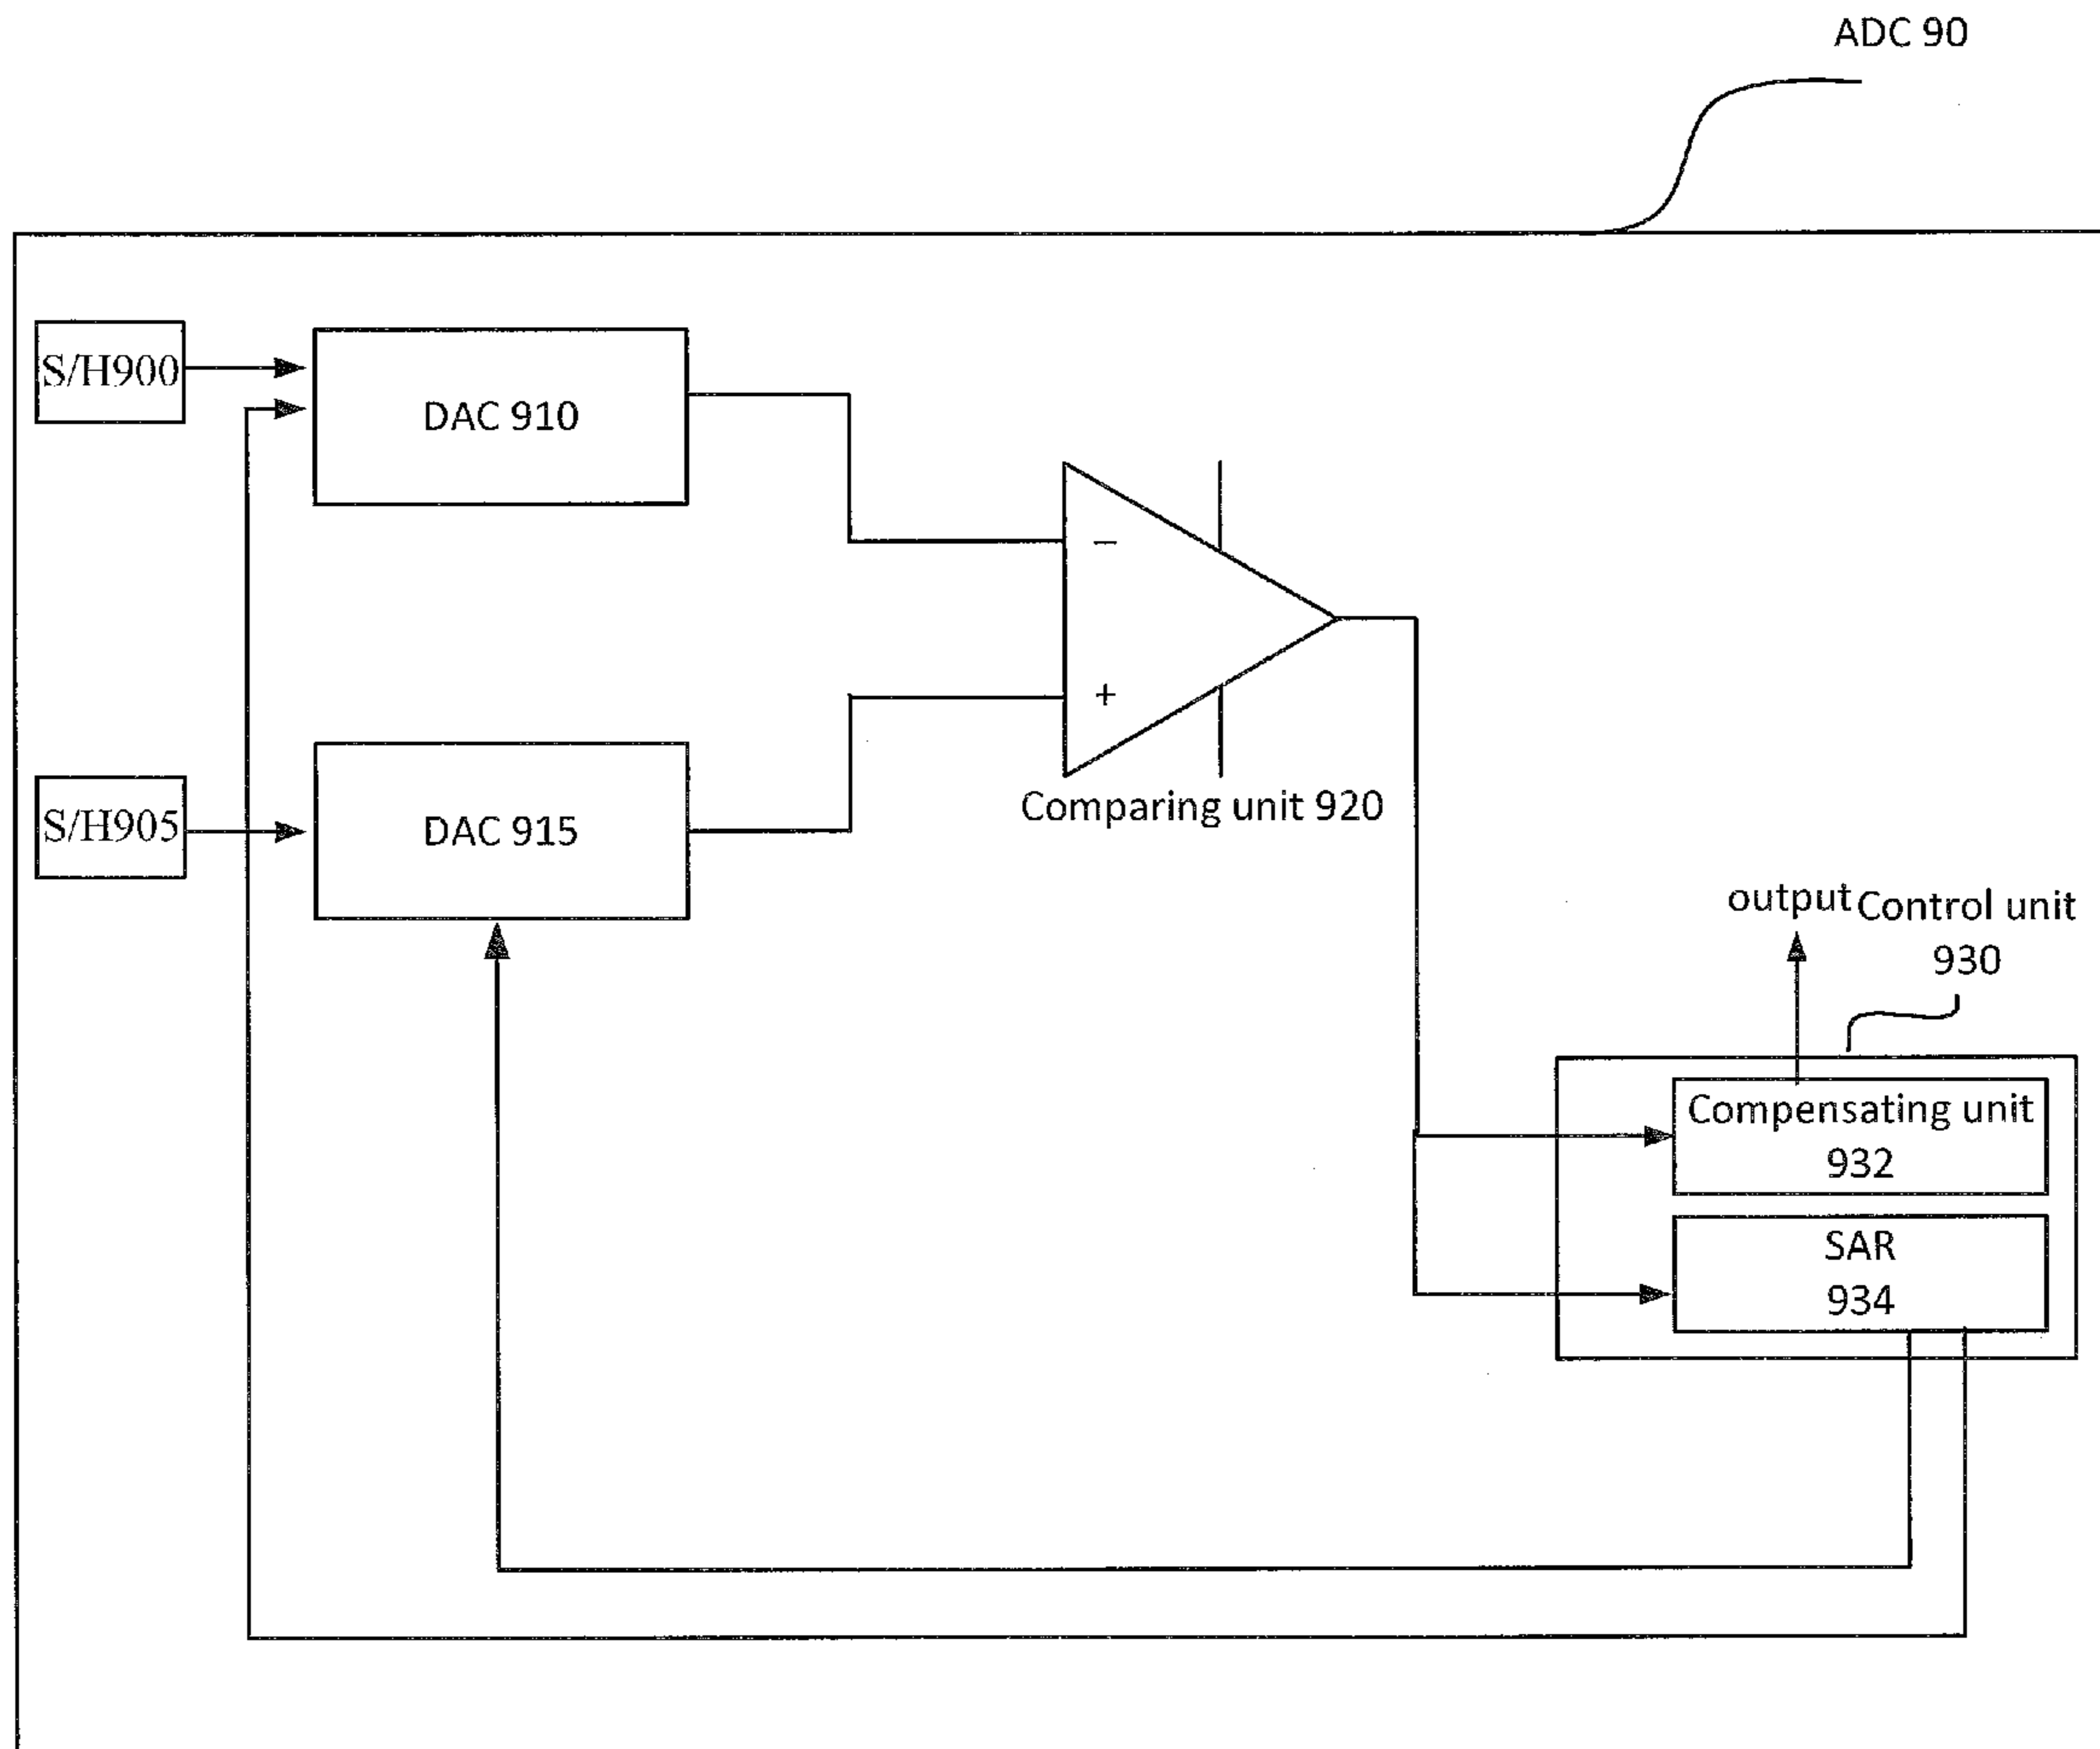 ADC 90
S/H900
DAC 910
−
+
Comparing unit 920
S/H905
DAC 915
output
Control unit
930
Compensating unit
932
SAR
934